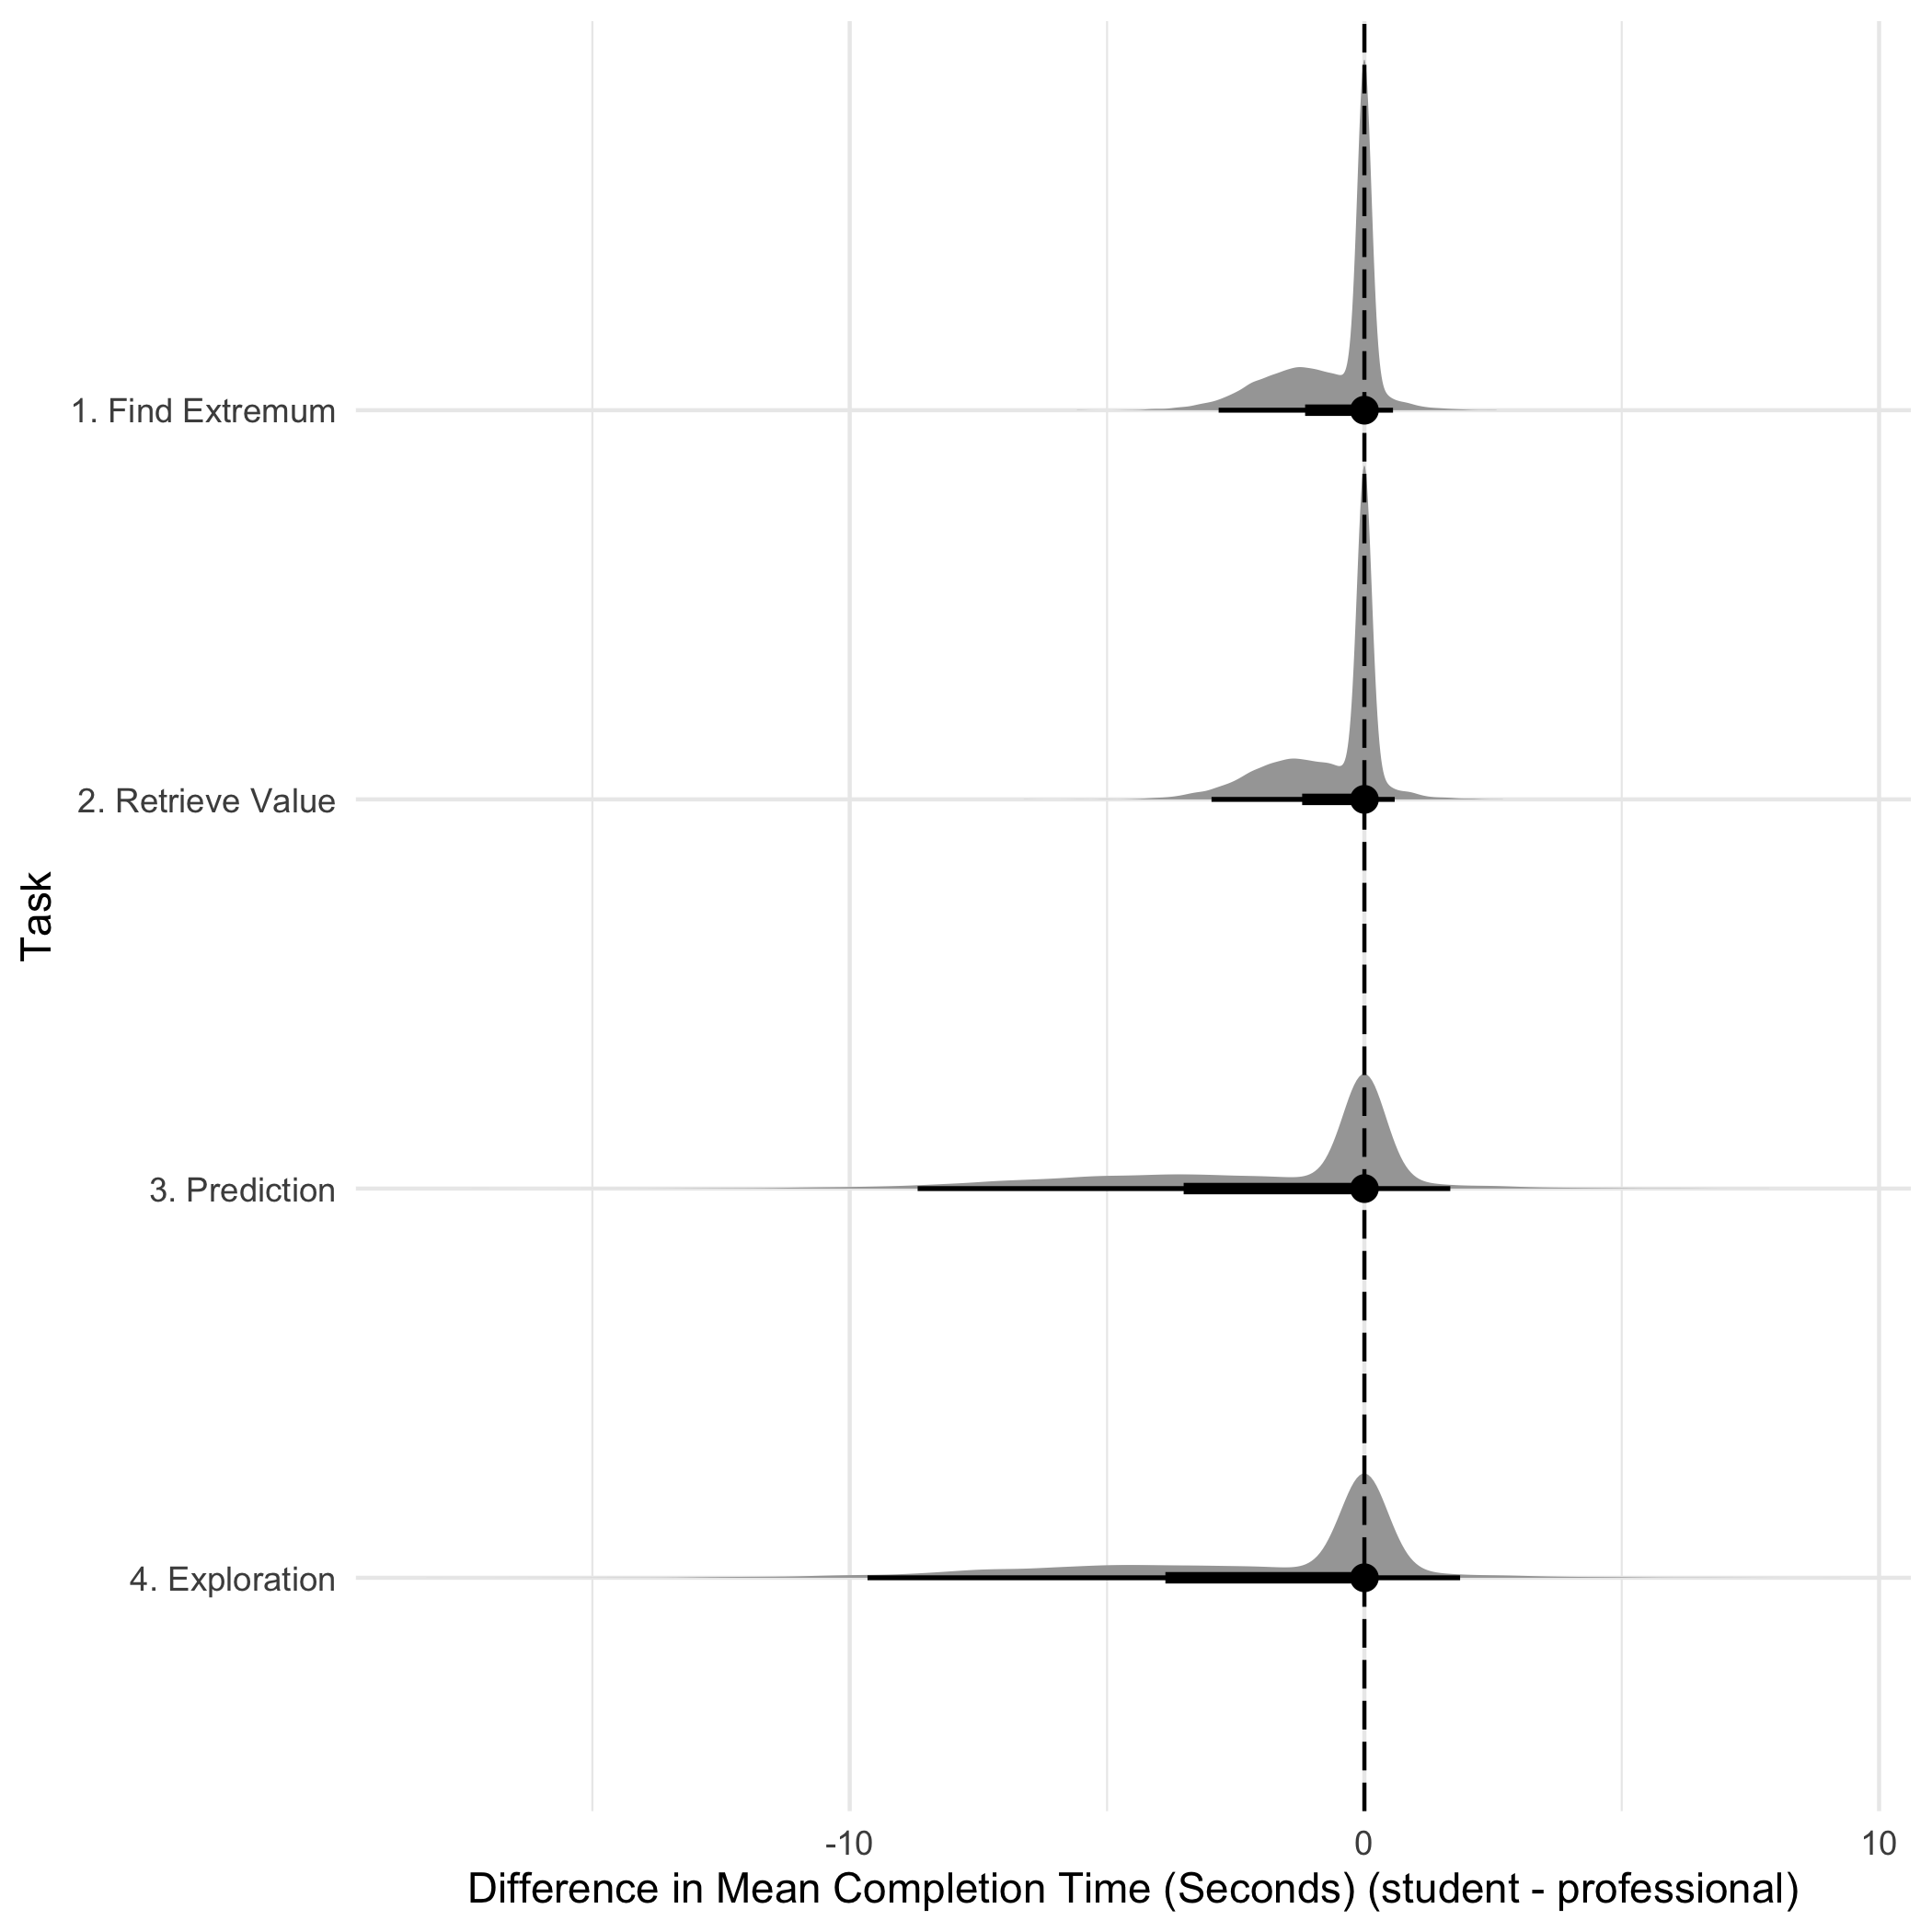 1. Find Extremum
2. Retrieve Value
3. Prediction
4. Exploration
Task
-10 0 10
Difference in Mean Completion Time (Seconds) (student - professional)